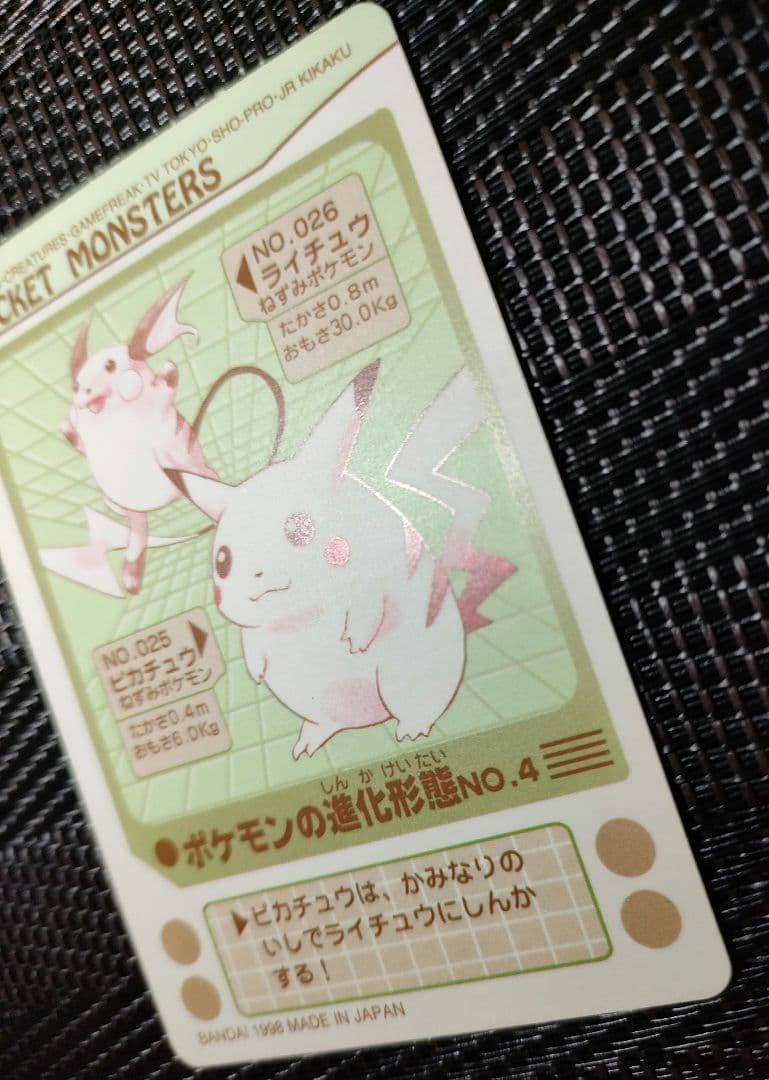 CREATURES·GAMEFREAK·TV TOKYO·SHO-PRO·JR KIKAKU
CKET MONSTERS
NO.026
ライチュウ
ねずみポケモン
たかさ0.8m
おもさ30.0Kg
NO.025
ピカチュウ
ねずみポケモン
たかさ0.4m
おもさ6.0Kg
しんかけいたい
ポケモンの進化形態NO.4
ピカチュウは、かみなりの
いしでライチュウにしんか
する!
BANDAI 1998 MADE IN JAPAN